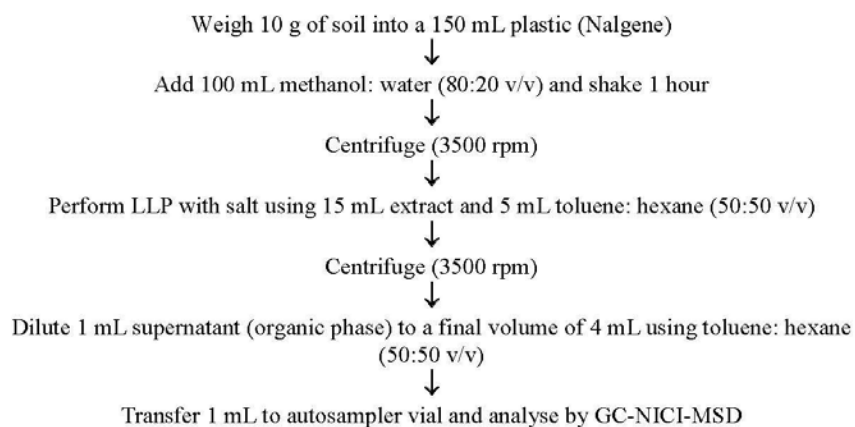 Weigh 10 g of soil into a 150 mL plastic (Nalgene)
Add 100 mL methanol: water (80:20 v/v) and shake 1 hour
Centrifuge (3500 rpm)
Perform LLP with salt using 15 mL extract and 5 mL toluene: hexane (50:50 v/v)
Centrifuge (3500 rpm)
Dilute 1 mL supernatant (organic phase) to a final volume of 4 mL using toluene: hexane
(50:50 v/v)
Transfer 1 mL to autosampler vial and analyse by GC-NICI-MSD